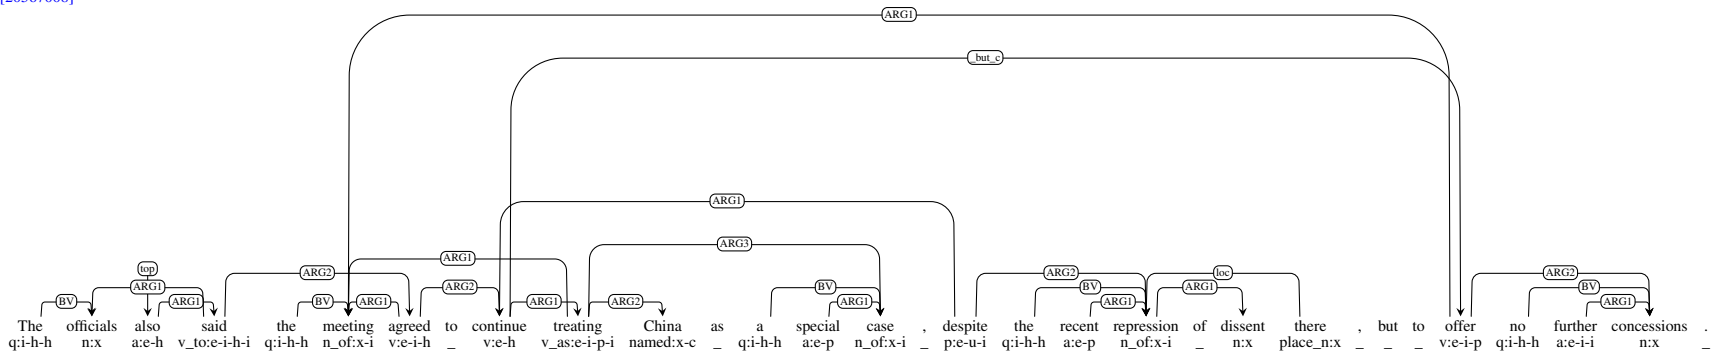 ARG1
_but_c
ARG1
ARG3
ARG1
top ARG2 ARG2 loc ARG2
ARG1 ARG2 BV BV ARG1 BV
BV ARG1 BV ARG1 ARG1 ARG2 ARG1 ARG1 ARG1
The officials also said the meeting agreed to continue treating China as a special case , despite the recent repression of dissent there , but to offer no further concessions .
q:i-h-h n:x a:e-h v_to:e-i-h-i q:i-h-h n_of:x-i v:e-i-h _ v:e-h v_as:e-i-p-i named:x-c _ q:i-h-h a:e-p n_of:x-i _ p:e-u-i q:i-h-h a:e-p n_of:x-i _ n:x place_n:x _ _ _ v:e-i-p q:i-h-h a:e-i-i n:x _